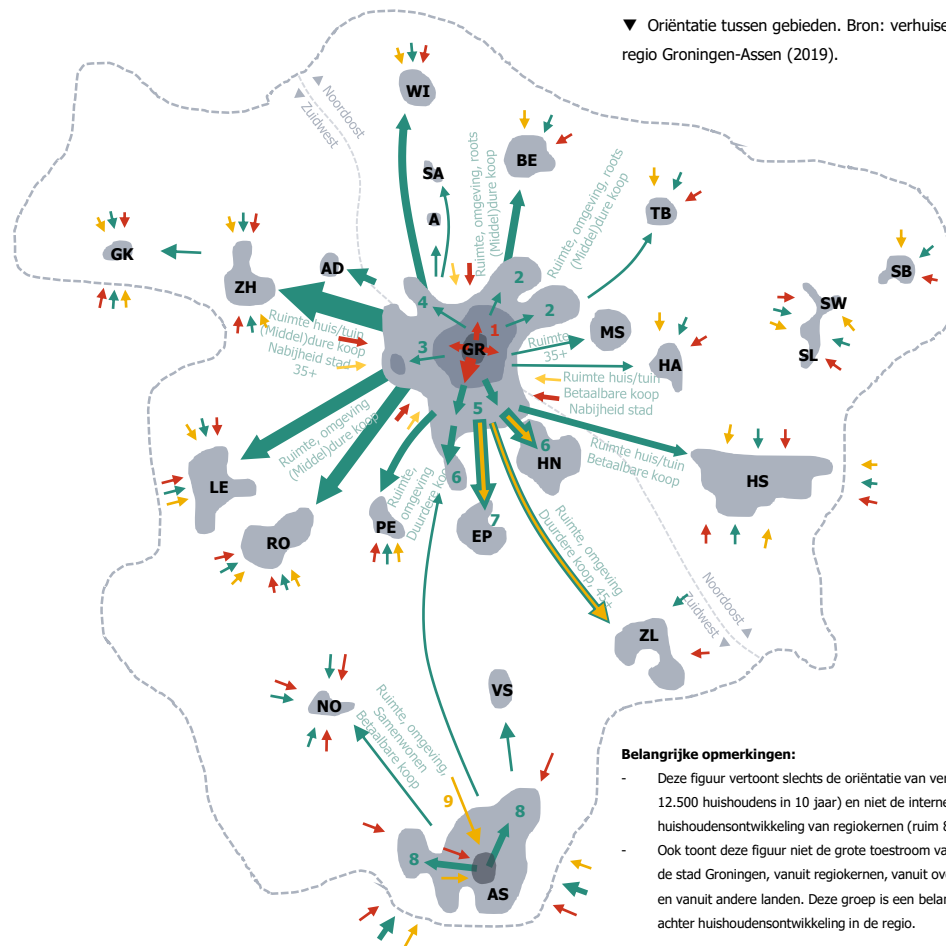 ▼ Oriëntatie tussen gebieden. Bron:
regio Groningen-Assen (2019).
WI
Noordoost
Zuidwest
BE
SA
A
Ruimte, omgeving, roots
(Middel)dure koop
Ruimte, omgeving, roots
(Middel)dure koop
TB
GK
ZH
AD
SB
SW
SL
4
2
2
1
GR
3
MS
HA
Ruimte
35+
Ruimte huis/tuin
(Middel)dure koop
Nabijheid stad
35+
Ruimte huis/tuin
Betaalbare koop
Nabijheid stad
5
6
HN
6
7
EP
PE
LE
RO
HS
Ruimte, omgeving
(Middel)dure koop
Ruimte,
omgeving
Duurdere koop
Ruimte huis/tuin
Betaalbare koop
Ruimte, omgeving
Duurdere koop, 45+
Noordoost
Zuidwest
ZL
VS
NO
Ruimte, omgeving,
Samenwonen
Betaalbare koop
9
8
8
AS
Belangrijke opmerkingen:
- Deze figuur vertoont slechts de oriëntatie van
12.500 huishoudens in 10 jaar) en niet de
huishoudensontwikkeling van regiokernen (ruim
- Ook toont deze figuur niet de grote toestroom
de stad Groningen, vanuit regiokernen, vanuit
en vanuit andere landen. Deze groep is een
achter huishoudensontwikkeling in de regio.